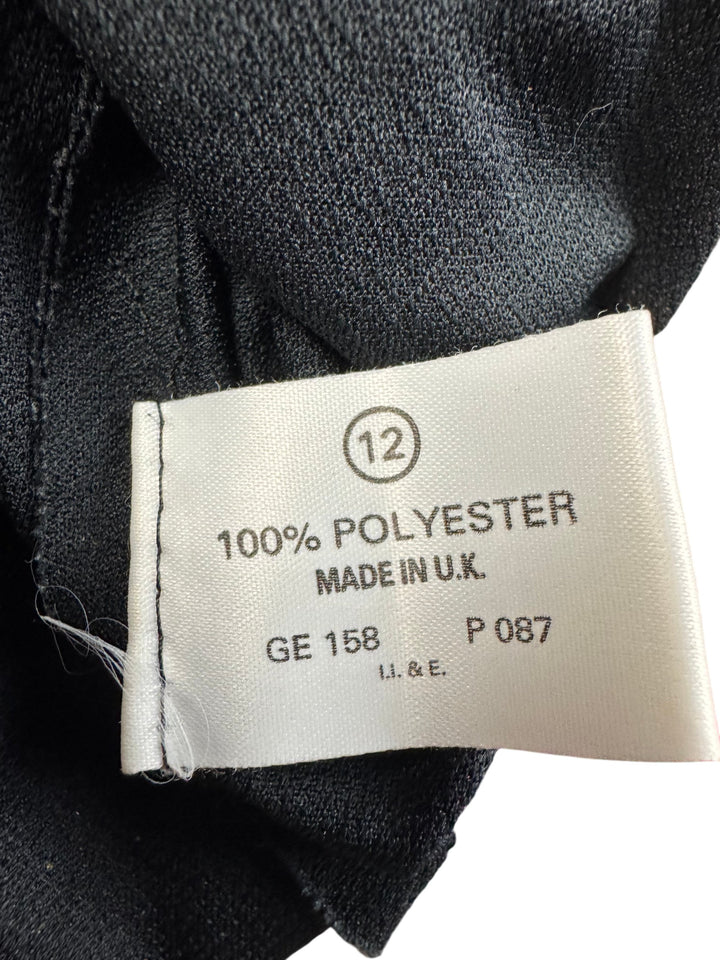 12
100% POLYESTER
MADE IN U.K.
GE 158 P 087
I.I. & E.